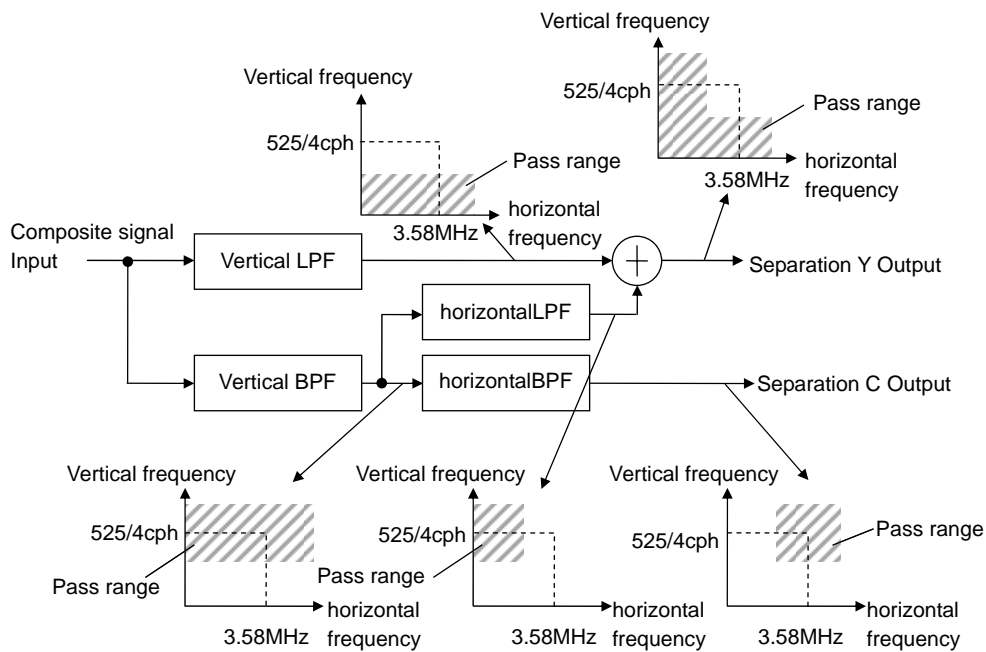 Vertical frequency
525/4cph
Pass range
3.58MHz
horizontal
frequency
Vertical frequency
525/4cph
Pass range
3.58MHz
horizontal
frequency
Composite signal
Input
Vertical LPF
+
Separation Y Output
horizontalLPF
Vertical BPF
horizontalBPF
Separation C Output
Vertical frequency
525/4cph
Pass range
3.58MHz
horizontal
frequency
Vertical frequency
525/4cph
Pass range
3.58MHz
horizontal
frequency
Vertical frequency
525/4cph
Pass range
3.58MHz
horizontal
frequency